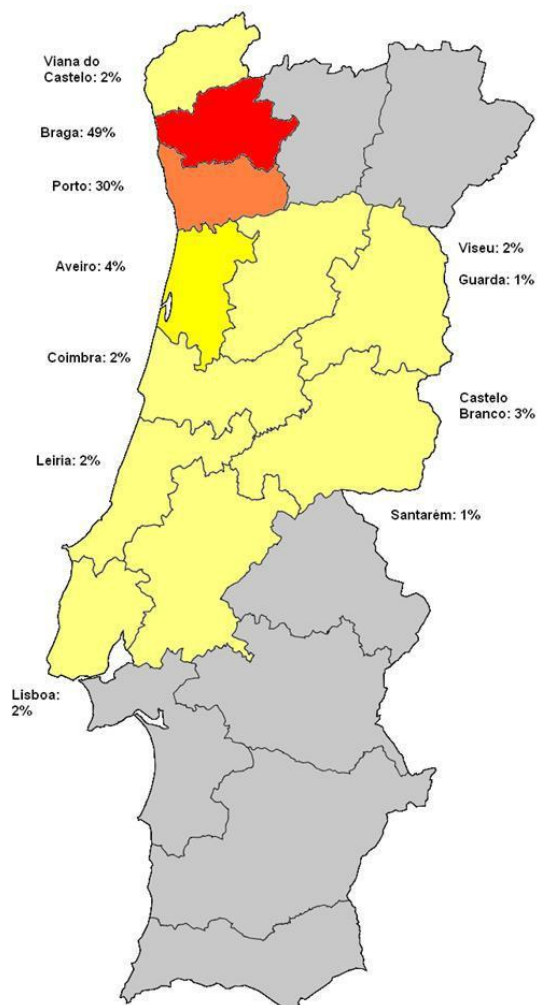 Viana do
Castelo: 2%
Braga: 49%
Porto: 30%
Aveiro: 4%
Viseu: 2%
Guarda: 1%
Coimbra: 2%
Castelo
Branco: 3%
Leiria: 2%
Santarém: 1%
Lisboa:
2%